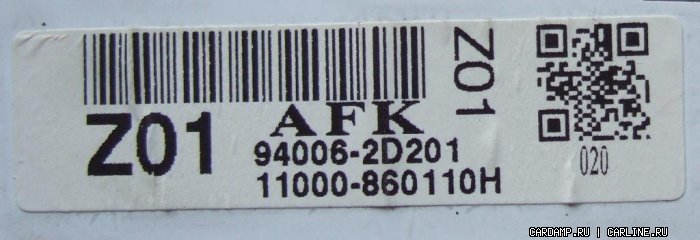 Z01
AFK
Z01
94006-2D201
11000-860110H
020
CARDAMP.RU | CARLINE.RU